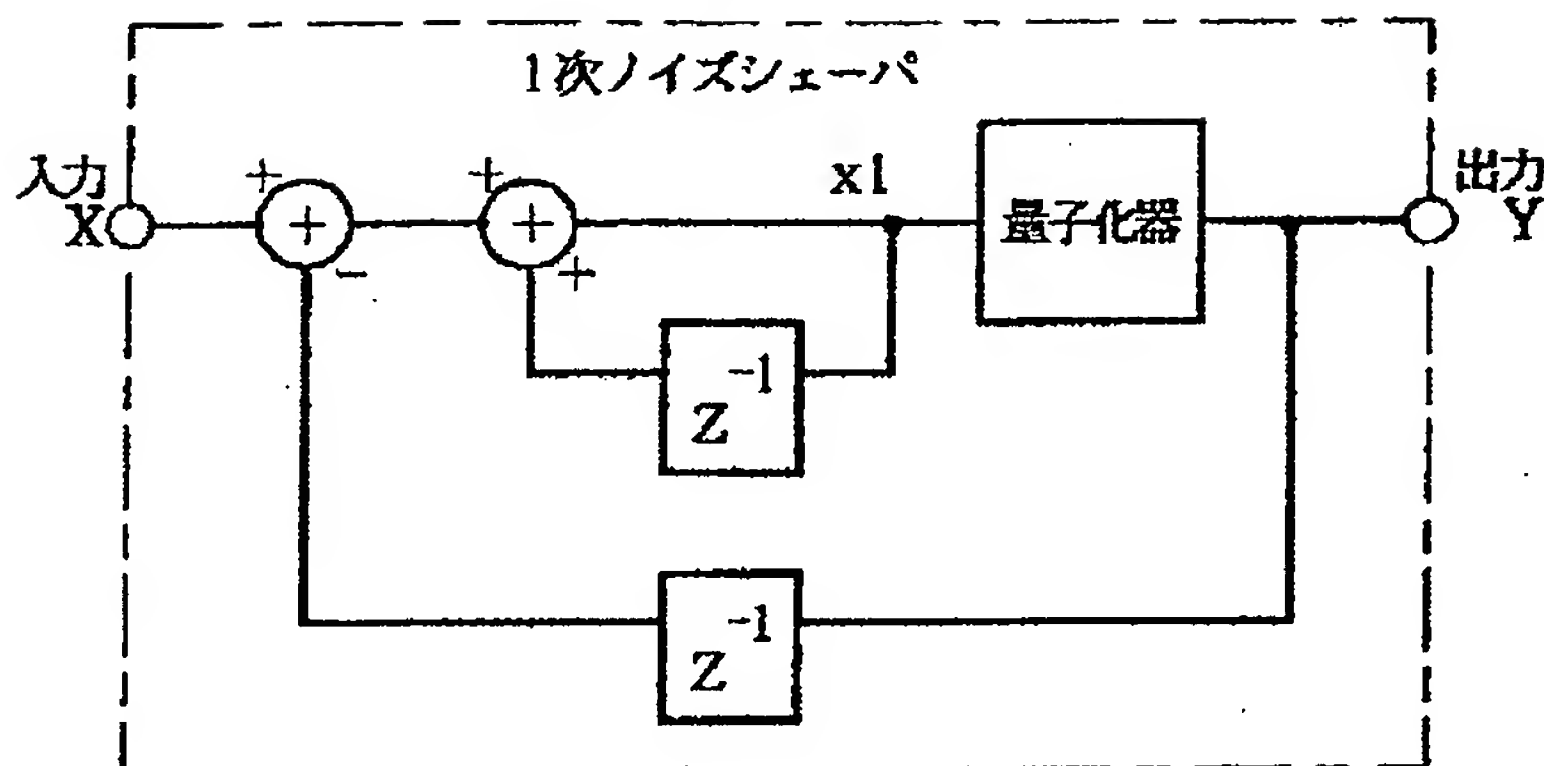 1次ノイズシェーパ
入力
X
+
+
-
+
+
+
x1
量子化器
出力
Y
Z⁻¹
Z⁻¹